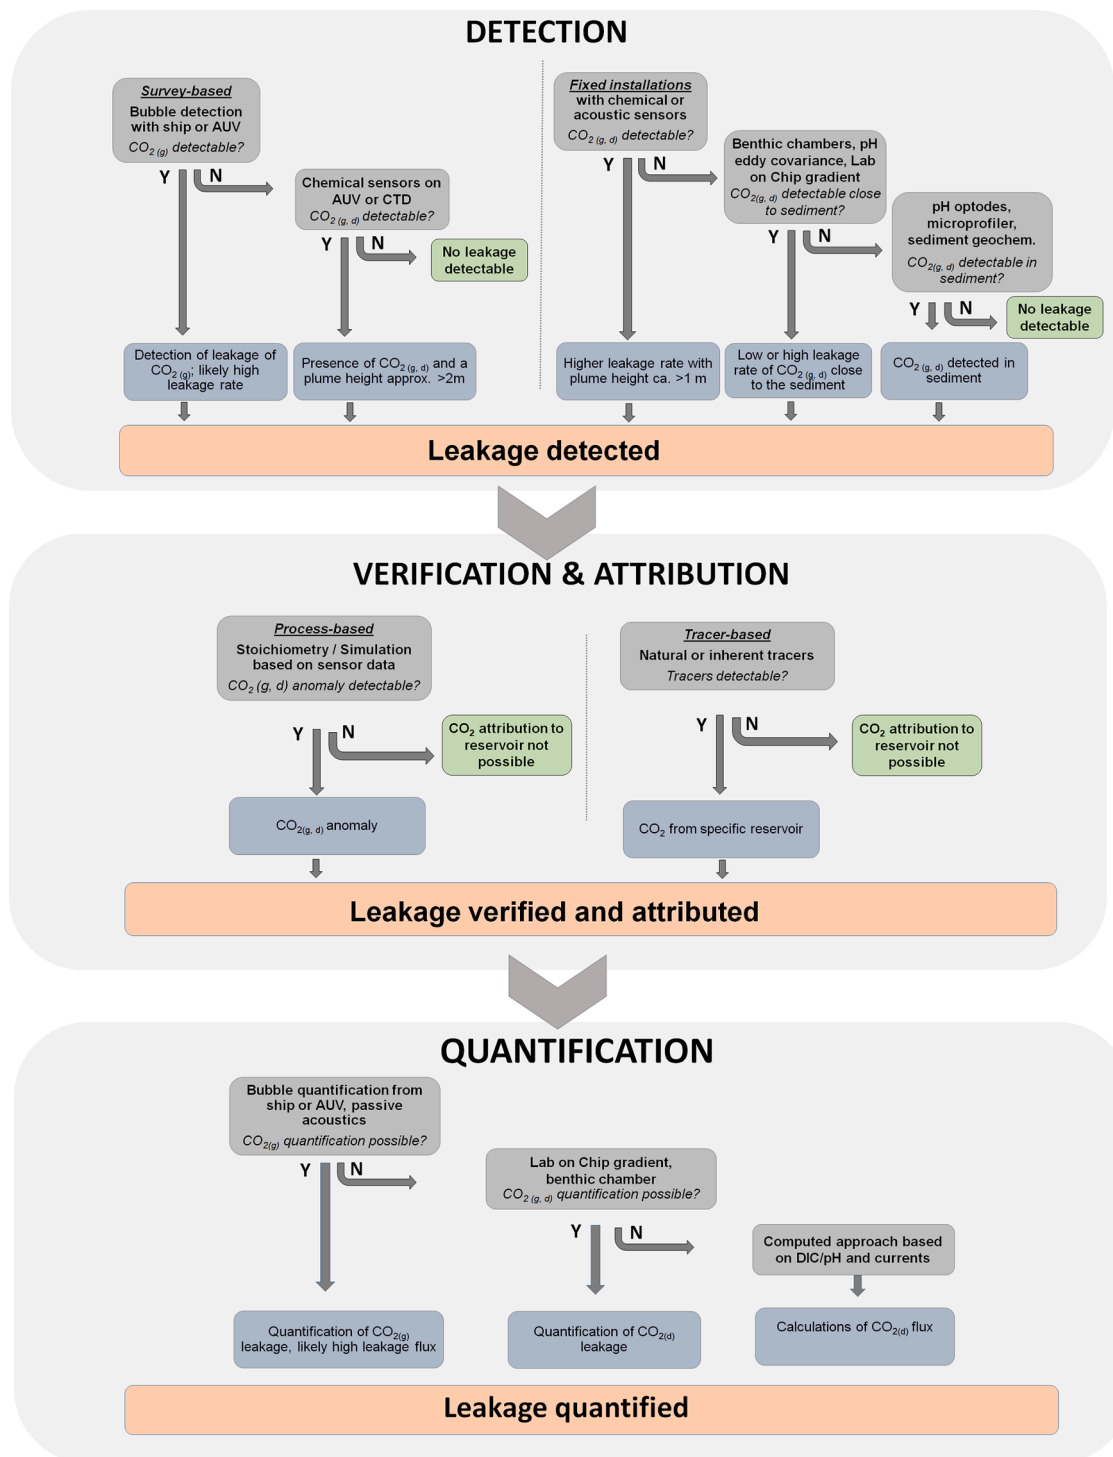 DETECTION
Survey-based
Bubble detection
with ship or AUV
CO2 (g) detectable?
Y
N
Chemical sensors on
AUV or CTD
CO2 (g, d) detectable?
Y
N
No leakage
detectable
Detection of leakage of
CO2 (g); likely high
leakage rate
Presence of CO2 (g, d) and a
plume height approx. >2m
Fixed installations
with chemical or
acoustic sensors
CO2 (g, d) detectable?
Y
N
Benthic chambers, pH
eddy covariance, Lab
on Chip gradient
CO2(g, d) detectable close
to sediment?
Y
N
pH optodes,
microprofiler,
sediment geochem.
CO2(g, d) detectable in
sediment?
Y
N
No leakage
detectable
Higher leakage rate with
plume height ca. >1 m
Low or high leakage
rate of CO2 (g, d) close
to the sediment
CO2 (g, d) detected in
sediment
Leakage detected
VERIFICATION & ATTRIBUTION
Process-based
Stoichiometry / Simulation
based on sensor data
CO2 (g, d) anomaly detectable?
Y
N
CO2 attribution to
reservoir not
possible
CO2(g, d) anomaly
Tracer-based
Natural or inherent tracers
Tracers detectable?
Y
N
CO2 attribution to
reservoir not
possible
CO2 from specific reservoir
Leakage verified and attributed
QUANTIFICATION
Bubble quantification from
ship or AUV, passive
acoustics
CO2(g) quantification possible?
Y
N
Lab on Chip gradient,
benthic chamber
CO2 (g, d) quantification possible?
Y
N
Computed approach based
on DIC/pH and currents
Quantification of CO2(g)
leakage, likely high leakage flux
Quantification of CO2(d)
leakage
Calculations of CO2(d) flux
Leakage quantified